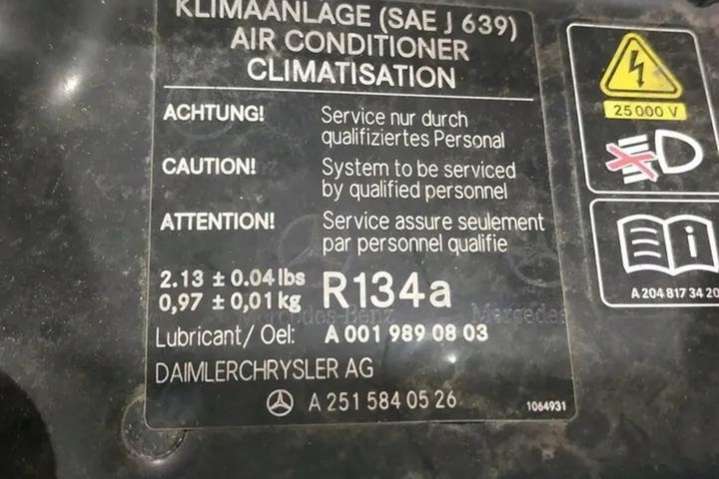 KLIMAANLAGE (SAE J 639)
AIR CONDITIONER
CLIMATISATION
ACHTUNG! Service nur durch
qualifiziertes Personal
CAUTION! System to be serviced
by qualified personnel
ATTENTION! Service assure seulement
par personnel qualifie
2.13 ± 0.04 lbs
0,97 ± 0,01 kg R134a
Mercedes-Benz Mercedes
Lubricant / Oel: A 001 989 08 03
DAIMLERCHRYSLER AG
A 251 584 05 26 1064931
25 000 V
i
A 204 817 34 20